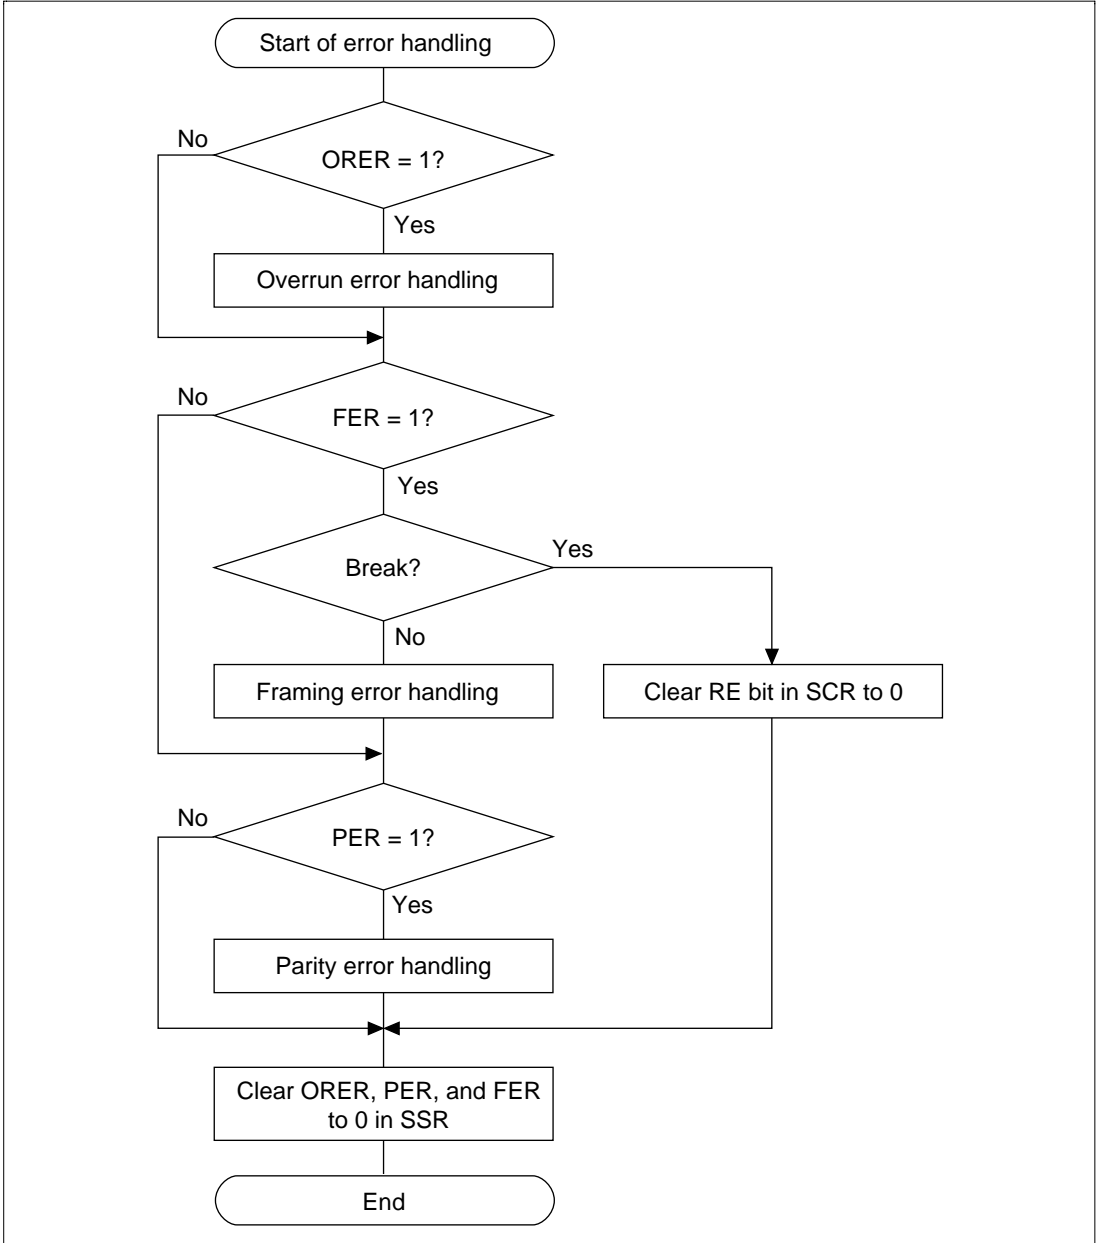 Start of error handling
No
ORER = 1?
Yes
Overrun error handling
No
FER = 1?
Yes
Break?
Yes
No
Framing error handling
Clear RE bit in SCR to 0
No
PER = 1?
Yes
Parity error handling
Clear ORER, PER, and FER
to 0 in SSR
End